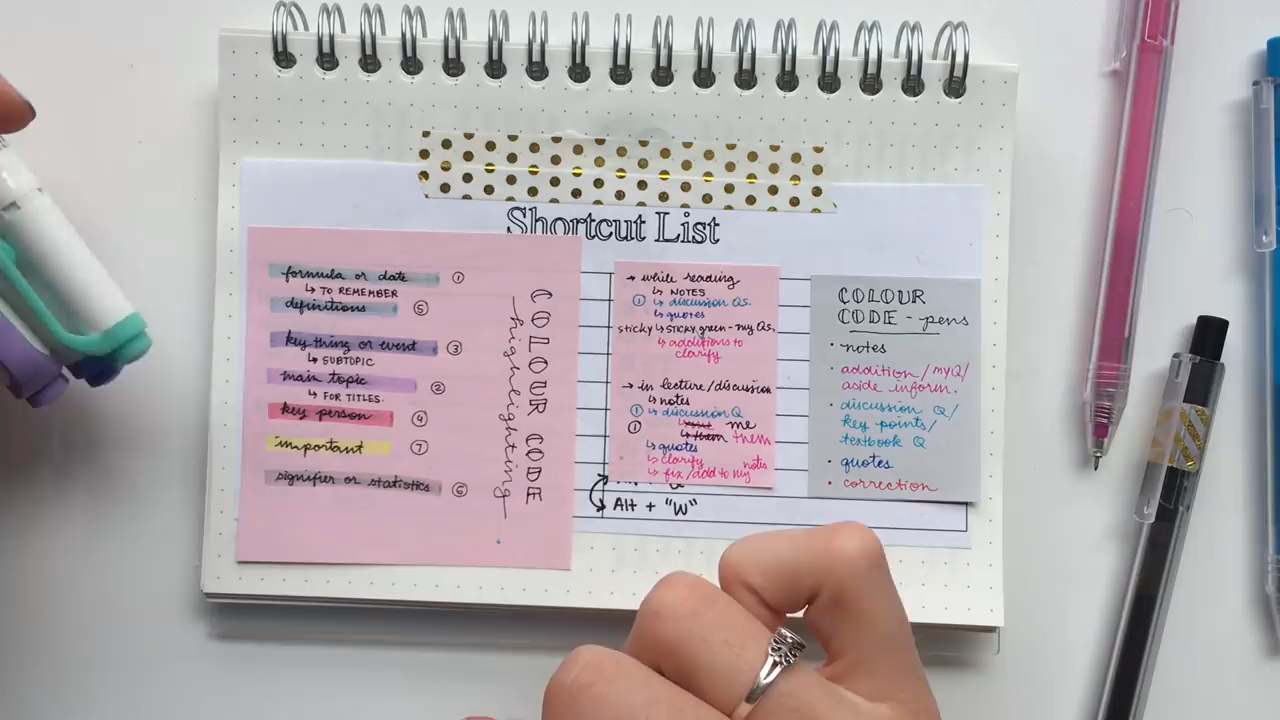 Shortcut List
formula or date ①
↳ TO REMEMBER
definitions ⑤
key thing or event ③
↳ SUBTOPIC
main topic ②
↳ FOR TITLES.
key person ④
important ⑦
signifier or statistics ⑥
COLOUR CODE
highlighting
→ while reading
↳ NOTES
① ↳ discussion Qs.
↳ quotes
sticky ↳ sticky green - my Qs.
↳ additions to
clarify
→ in lecture/discussion
↳ notes
① ↳ discussion Q
① ↳ me
↳ them them
↳ quotes
↳ clarify notes
↳ fix/add to my
Alt + "W"
COLOUR
CODE - pens
• notes
• addition / myQ/
aside inform.
• discussion Q/
key points/
textbook Q
• quotes
• correction